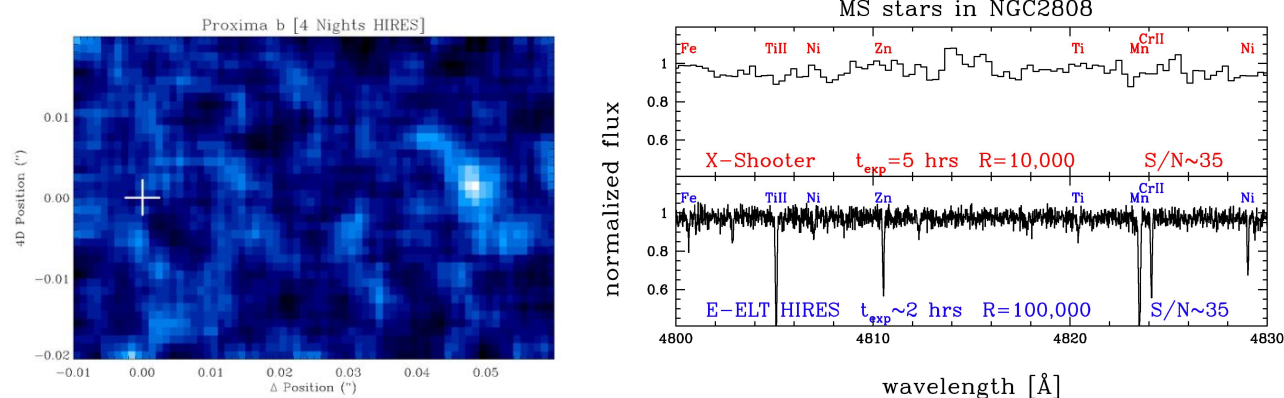 Proxima b [4 Nights HIRES]
4D Position (")
0.01
0.00
−0.01
−0.02
−0.01 0.00 0.01 0.02 0.03 0.04 0.05
Δ Position (")
MS stars in NGC2808
normalized flux
Fe TiII Ni Zn Ti Mn CrII Ni
1
0.8
0.6
X−Shooter t_exp=5 hrs R=10,000 S/N~35
Fe TiII Ni Zn Ti Mn CrII Ni
1
0.8
0.6
E−ELT HIRES t_exp~2 hrs R=100,000 S/N~35
4800 4810 4820 4830
wavelength [Å]